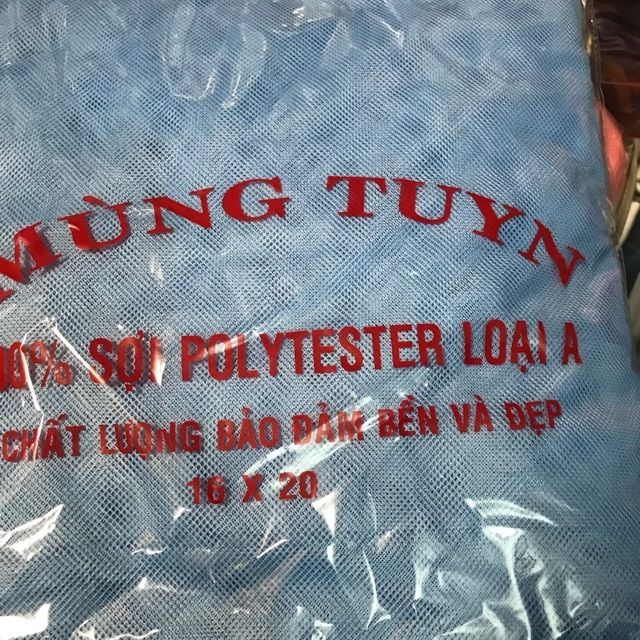 MÙNG TUYN
00% SỢI POLYTESTER LOẠI A
CHẤT LƯỢNG BẢO ĐẢM BỀN VÀ ĐẸP
16 X 20